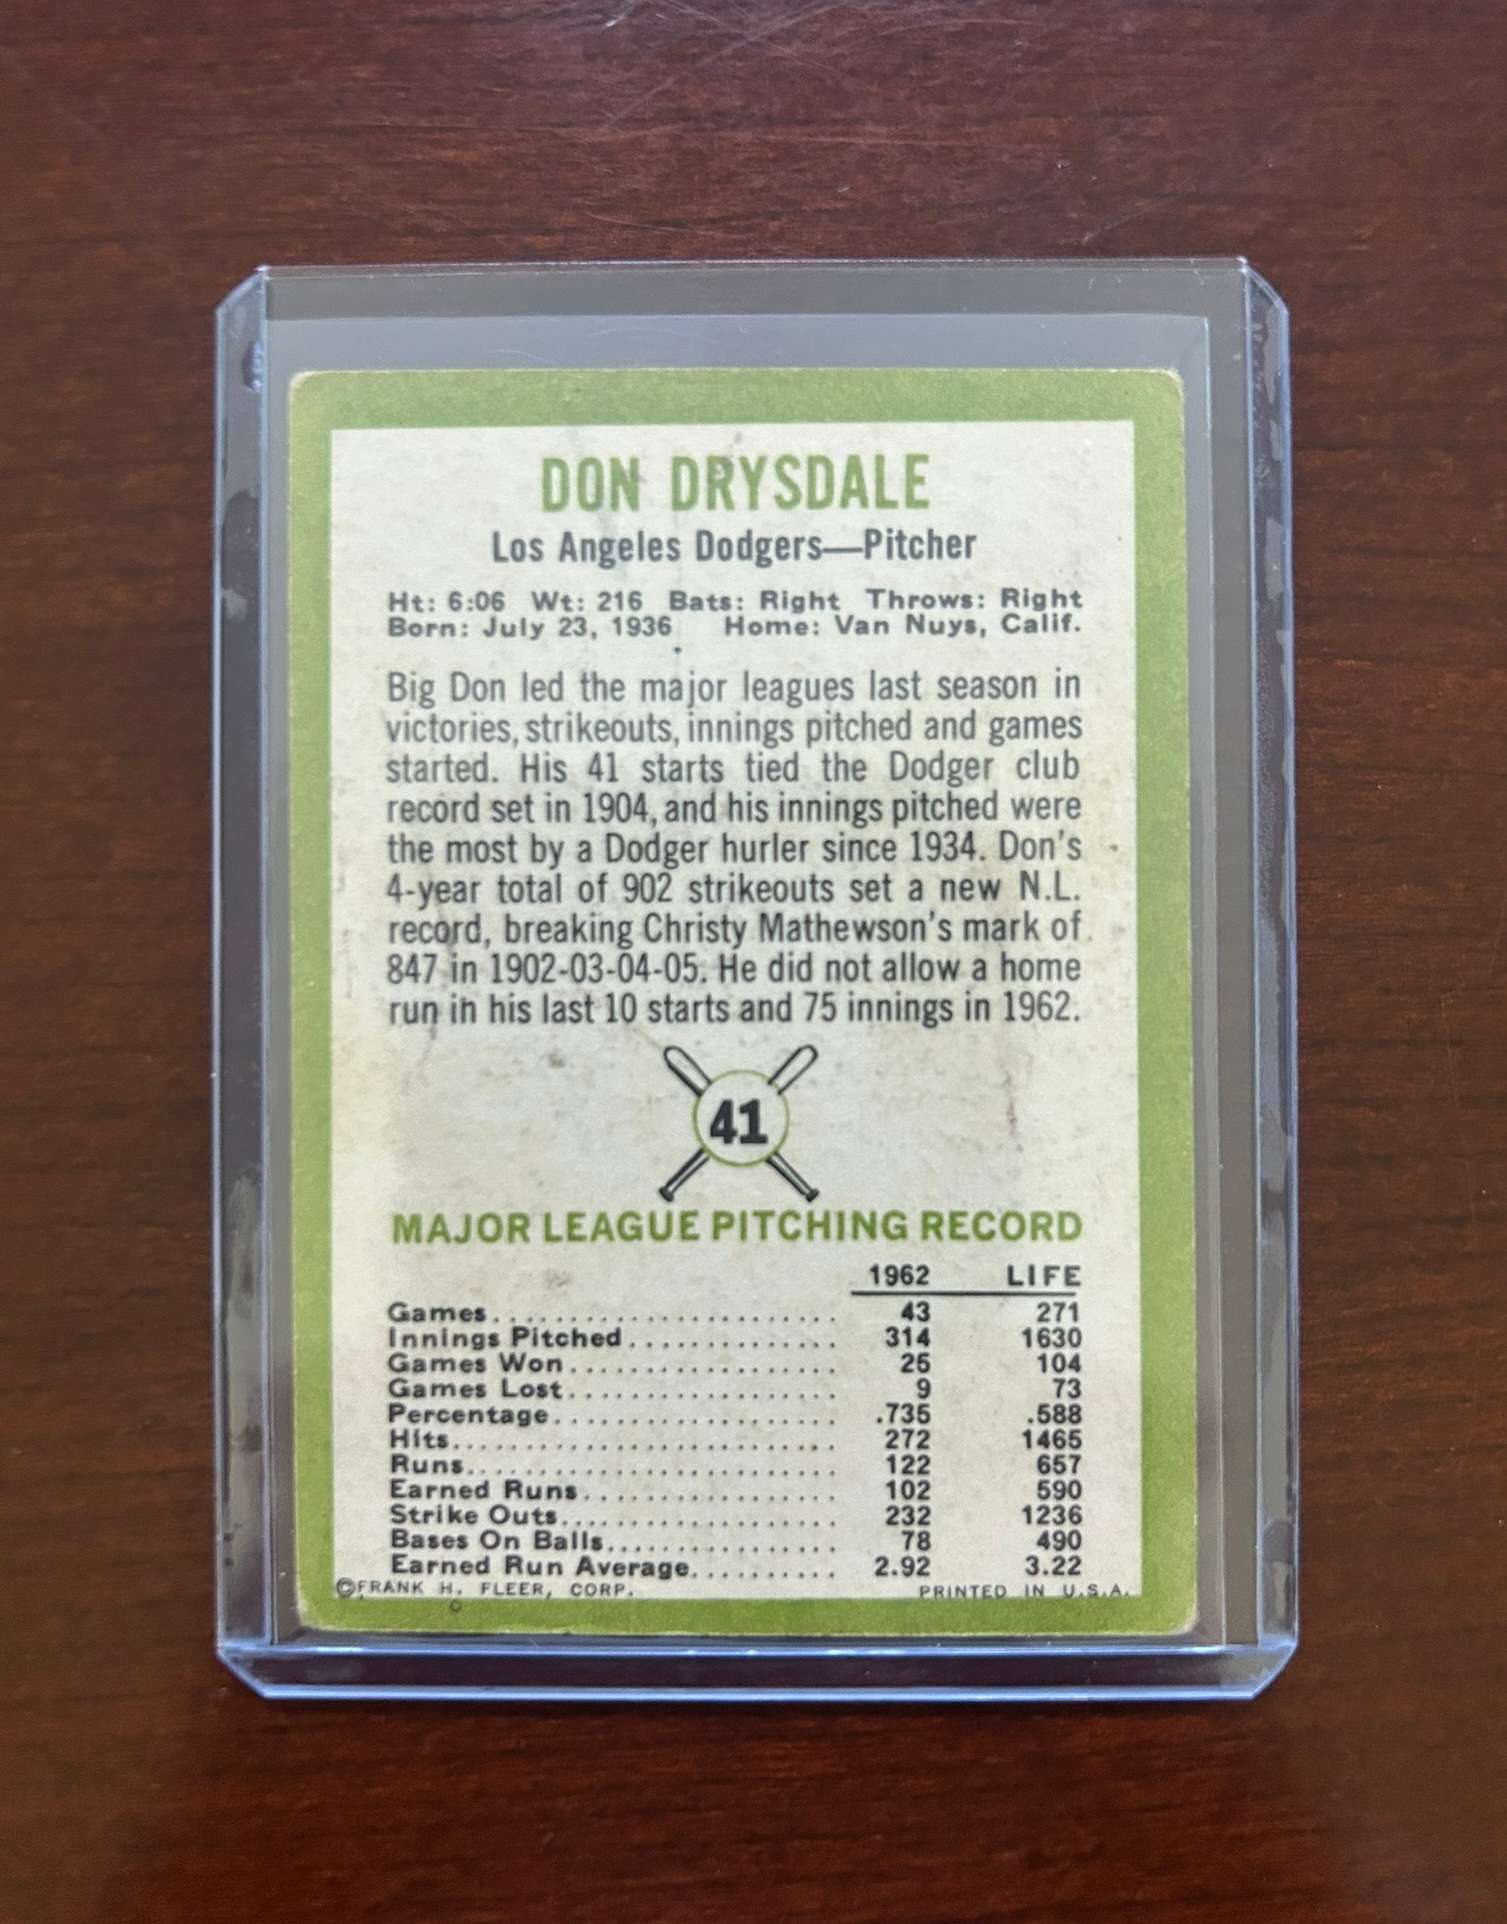 DON DRYSDALE
Los Angeles Dodgers—Pitcher
Ht: 6:06 Wt: 216 Bats: Right Throws: Right
Born: July 23, 1936 Home: Van Nuys, Calif.
Big Don led the major leagues last season in
victories, strikeouts, innings pitched and games
started. His 41 starts tied the Dodger club
record set in 1904, and his innings pitched were
the most by a Dodger hurler since 1934. Don's
4-year total of 902 strikeouts set a new N.L.
record, breaking Christy Mathewson's mark of
847 in 1902-03-04-05. He did not allow a home
run in his last 10 starts and 75 innings in 1962.
41
MAJOR LEAGUE PITCHING RECORD
1962 LIFE
Games 43 271
Innings Pitched 314 1630
Games Won 25 104
Games Lost 9 73
Percentage .735 .588
Hits 272 1465
Runs 122 657
Earned Runs 102 590
Strike Outs 232 1236
Bases On Balls 78 490
Earned Run Average 2.92 3.22
©FRANK H. FLEER, CORP. PRINTED IN U.S.A.